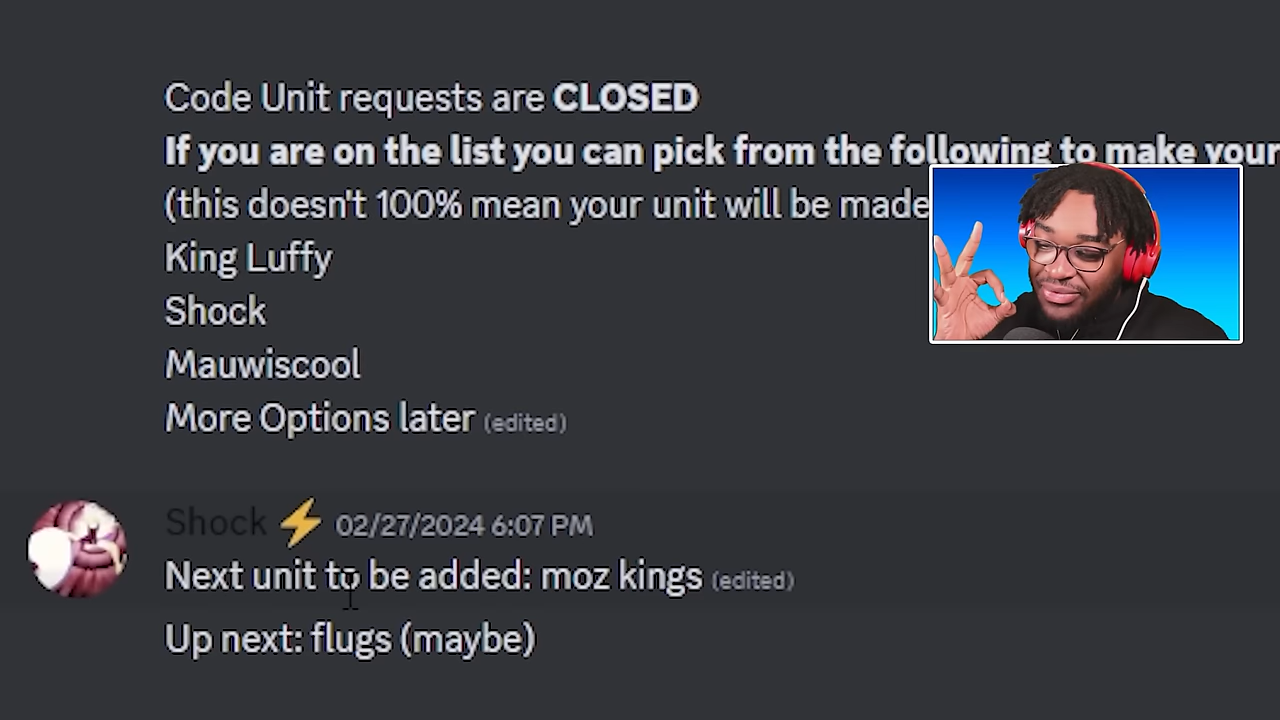 Code Unit requests are CLOSED
If you are on the list you can pick from the following to make your
(this doesn't 100% mean your unit will be made
King Luffy
Shock
Mauwiscool
More Options later (edited)
Shock ⚡ 02/27/2024 6:07 PM
Next unit to be added: moz kings (edited)
Up next: flugs (maybe)